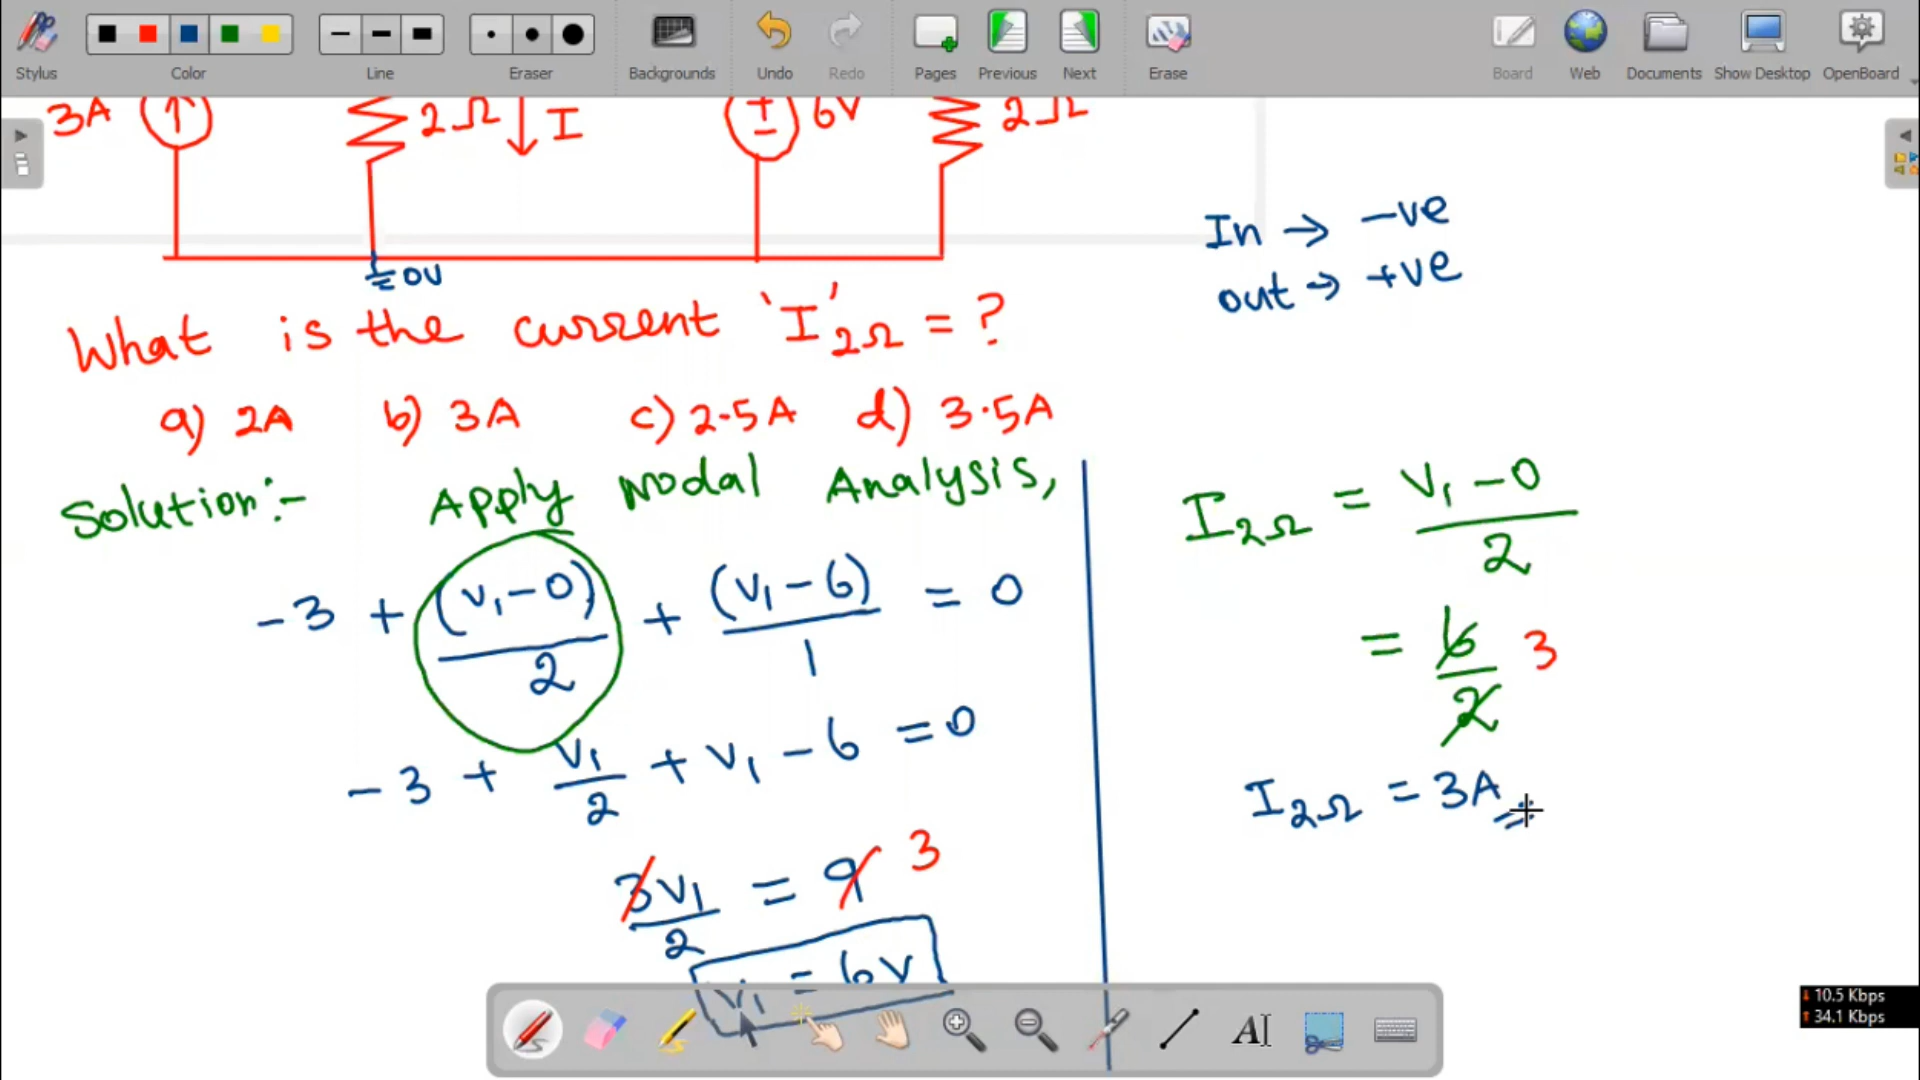 Stylus Color Line Eraser Backgrounds Undo Redo Pages Previous Next Erase Board Web Documents Show Desktop OpenBoard
3A 2Ω I + - 6V 2Ω
0V
In → -ve
out → +ve
What is the current 'I'2Ω = ?
a) 2A b) 3A c) 2.5A d) 3.5A
Solution:- Apply Nodal Analysis,
-3 + (V1-0)/2 + (V1-6)/1 = 0
-3 + V1/2 + V1 - 6 = 0
3V1/2 = 9 3
V1 = 6V
I2Ω = V1-0/2
= 6/2 3
I2Ω = 3A
10.5 Kbps
34.1 Kbps